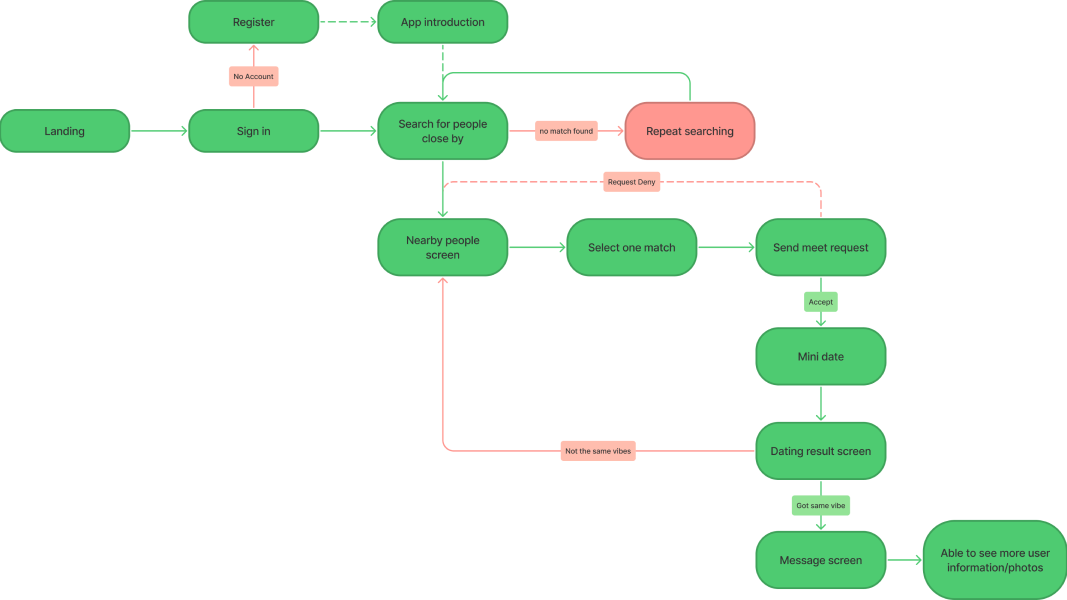 Register
App introduction
No Account
Landing
Sign in
Search for people
close by
no match found
Repeat searching
Request Deny
Nearby people
screen
Select one match
Send meet request
Accept
Mini date
Not the same vibes
Dating result screen
Got same vibe
Message screen
Able to see more user
information/photos